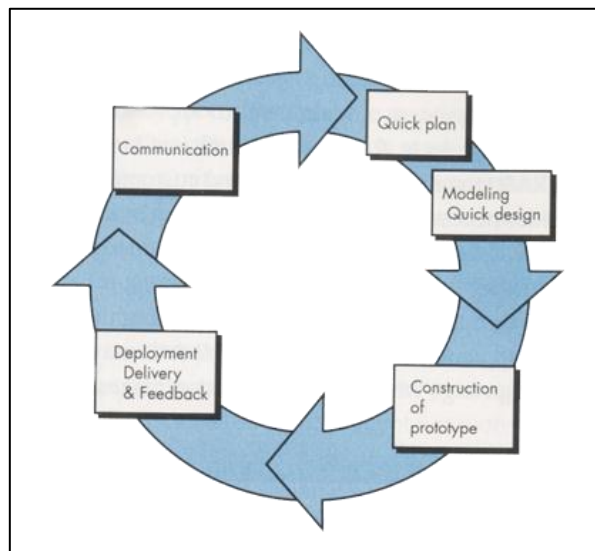 Communication
Quick plan
Modeling
Quick design
Construction
of
prototype
Deployment
Delivery
& Feedback